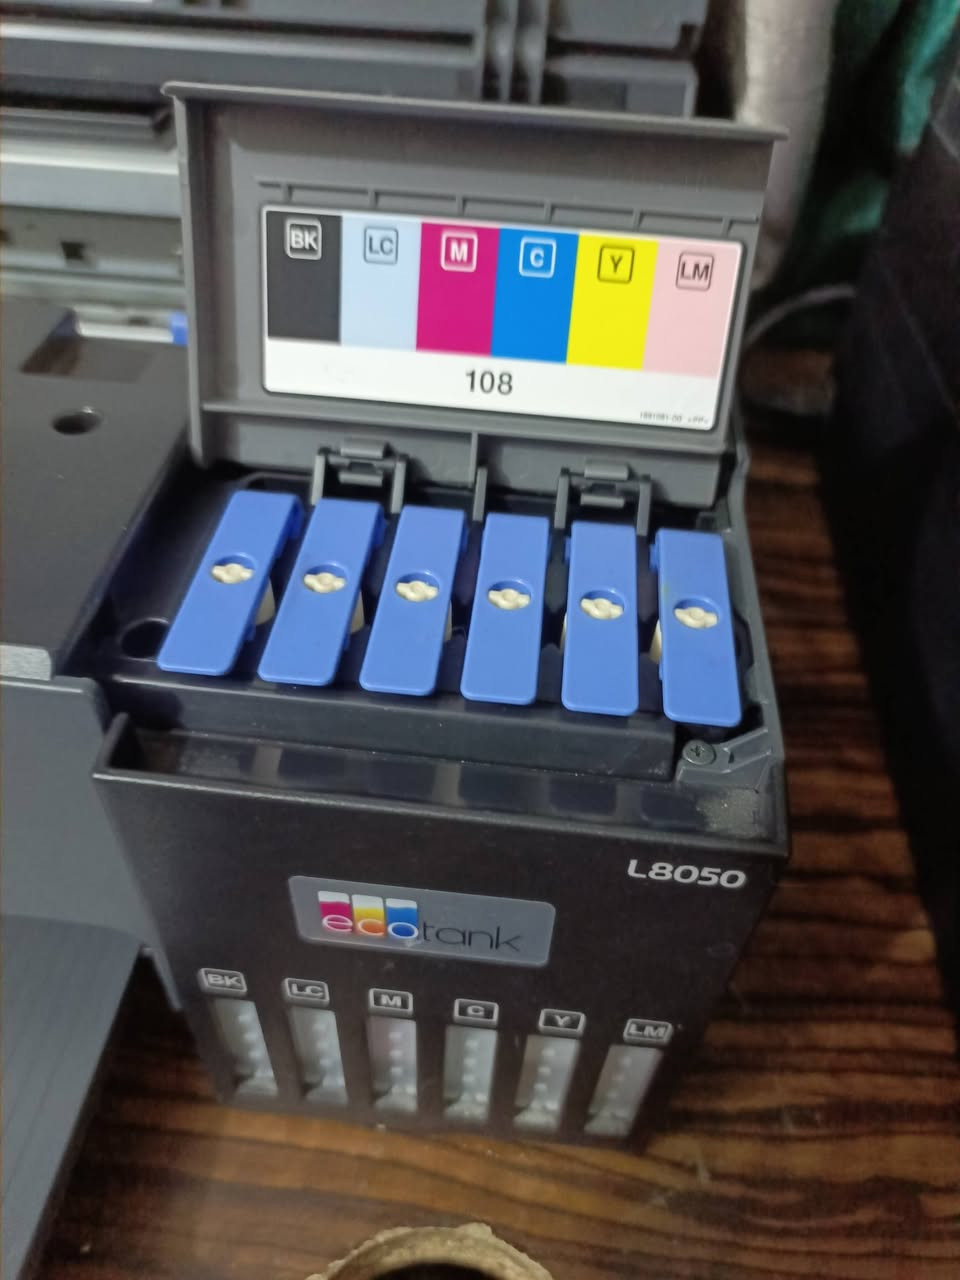 BK LC M C Y LM
108
L8050
ecotank
BK LC M C Y LM